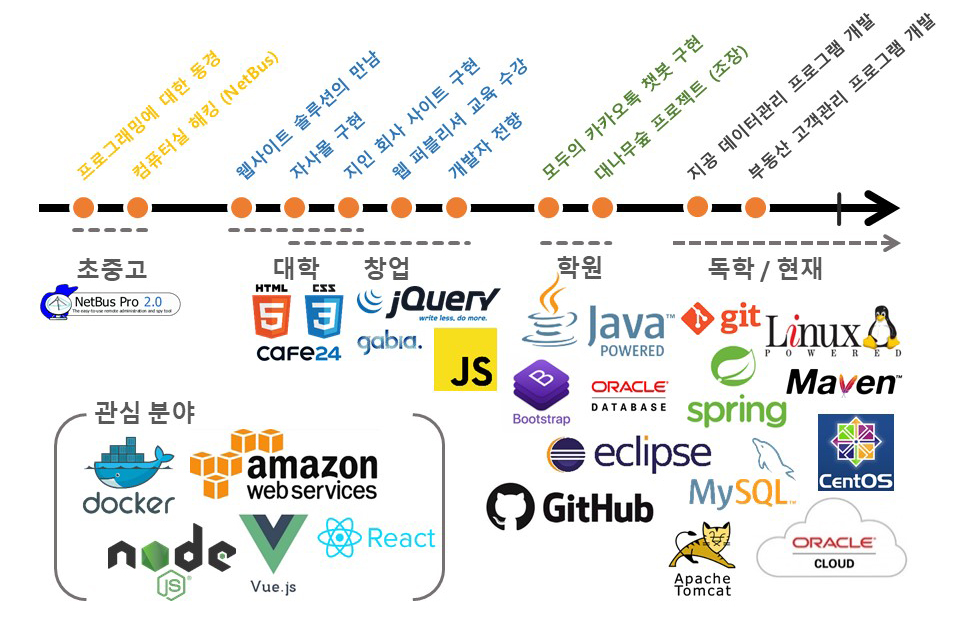 프로그래밍에 대한 동경
컴퓨터실 해킹 (NetBus)
웹사이트 솔루션의 만남
자사몰 구현
지인 회사 사이트 구현
웹 퍼블리셔 교육 수강
개발자 전향
모두의 카카오톡 챗봇 구현
대나무숲 프로젝트 (조장)
지공 데이터관리 프로그램 개발
부동산 고객관리 프로그램 개발
초중고
대학
창업
학원
독학 / 현재
NetBus Pro 2.0
The easy-to-use remote administration and spy tool
HTML
5
CSS
3
CAFE24
jQuery
write less, do more.
gabia.
JS
Java™
POWERED
B
Bootstrap
ORACLE®
DATABASE
eclipse
GitHub
git
Linux
POWERED
spring
Maven™
MySQL™
CentOS
Apache
Tomcat
ORACLE®
CLOUD
관심 분야
docker
amazon
web services
node
JS®
Vue.js
React